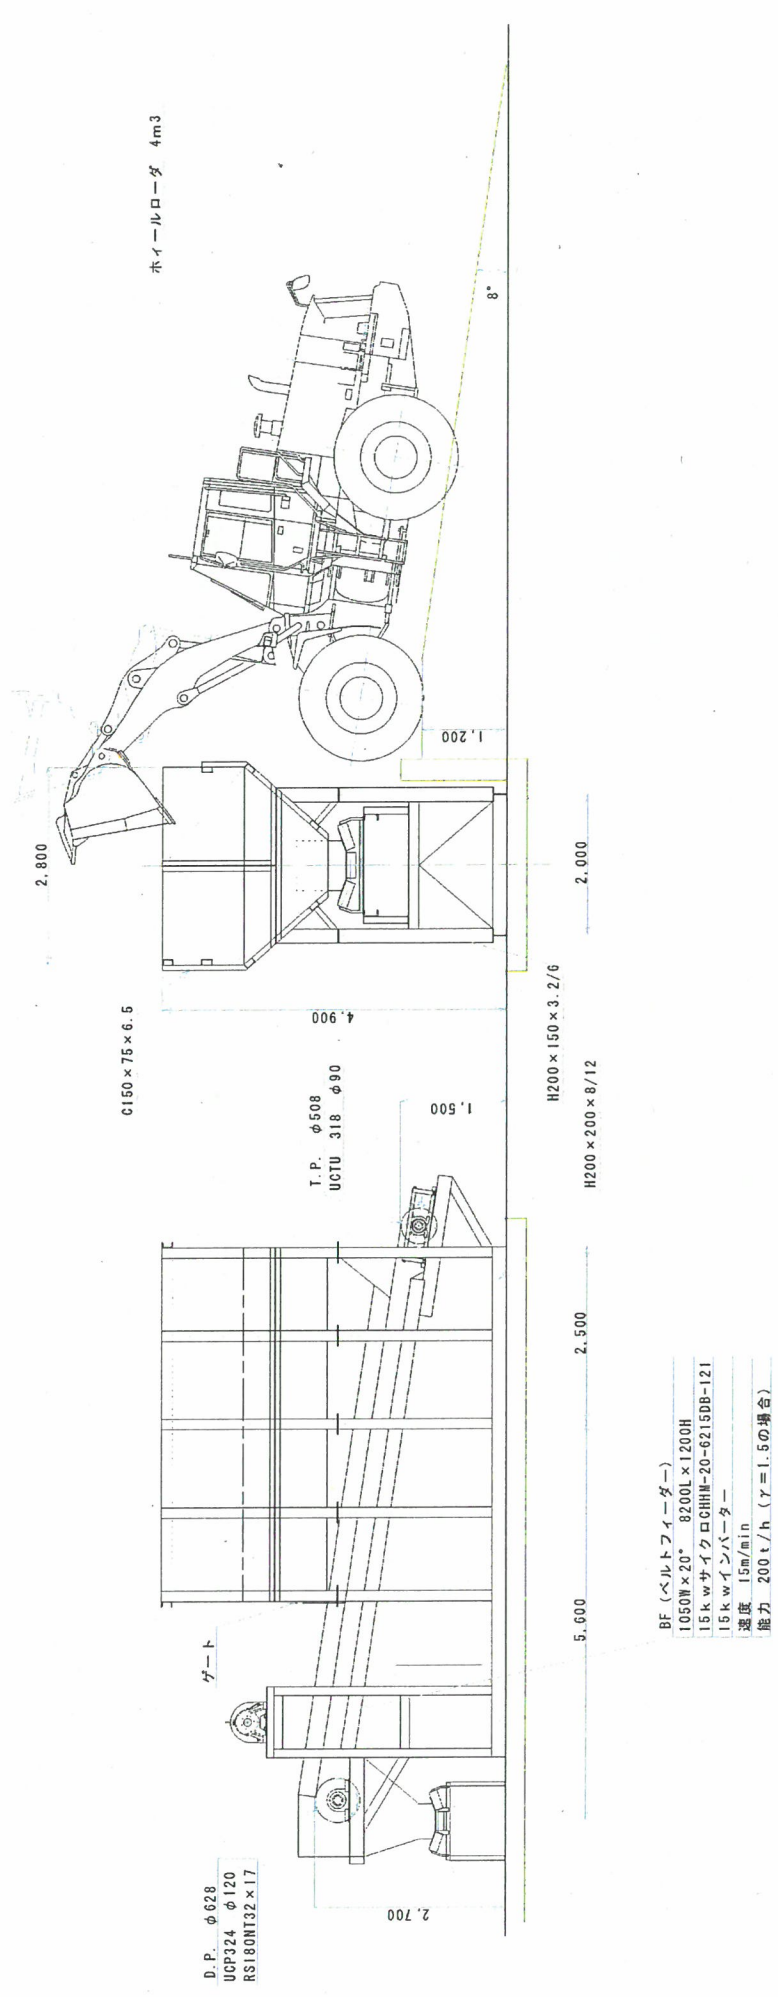 D.P. φ628
UCP324 φ120
RS180NT32×17
2,700
ゲート
5,600
2,500
BF (ベルトフィーダー)
1050W×20° 8200L×1200H
15kwサイクロCHHM-20-6215DB-121
15kwインバーター
速度 15m/min
能力 200t/h (γ=1.5の場合)
T.P. φ508
UCTU 318 φ90
1,500
C150×75×6.5
4,900
H200×150×3.2/6
H200×200×8/12
2,800
2,000
1,200
ホィールローダ 4m3
8°